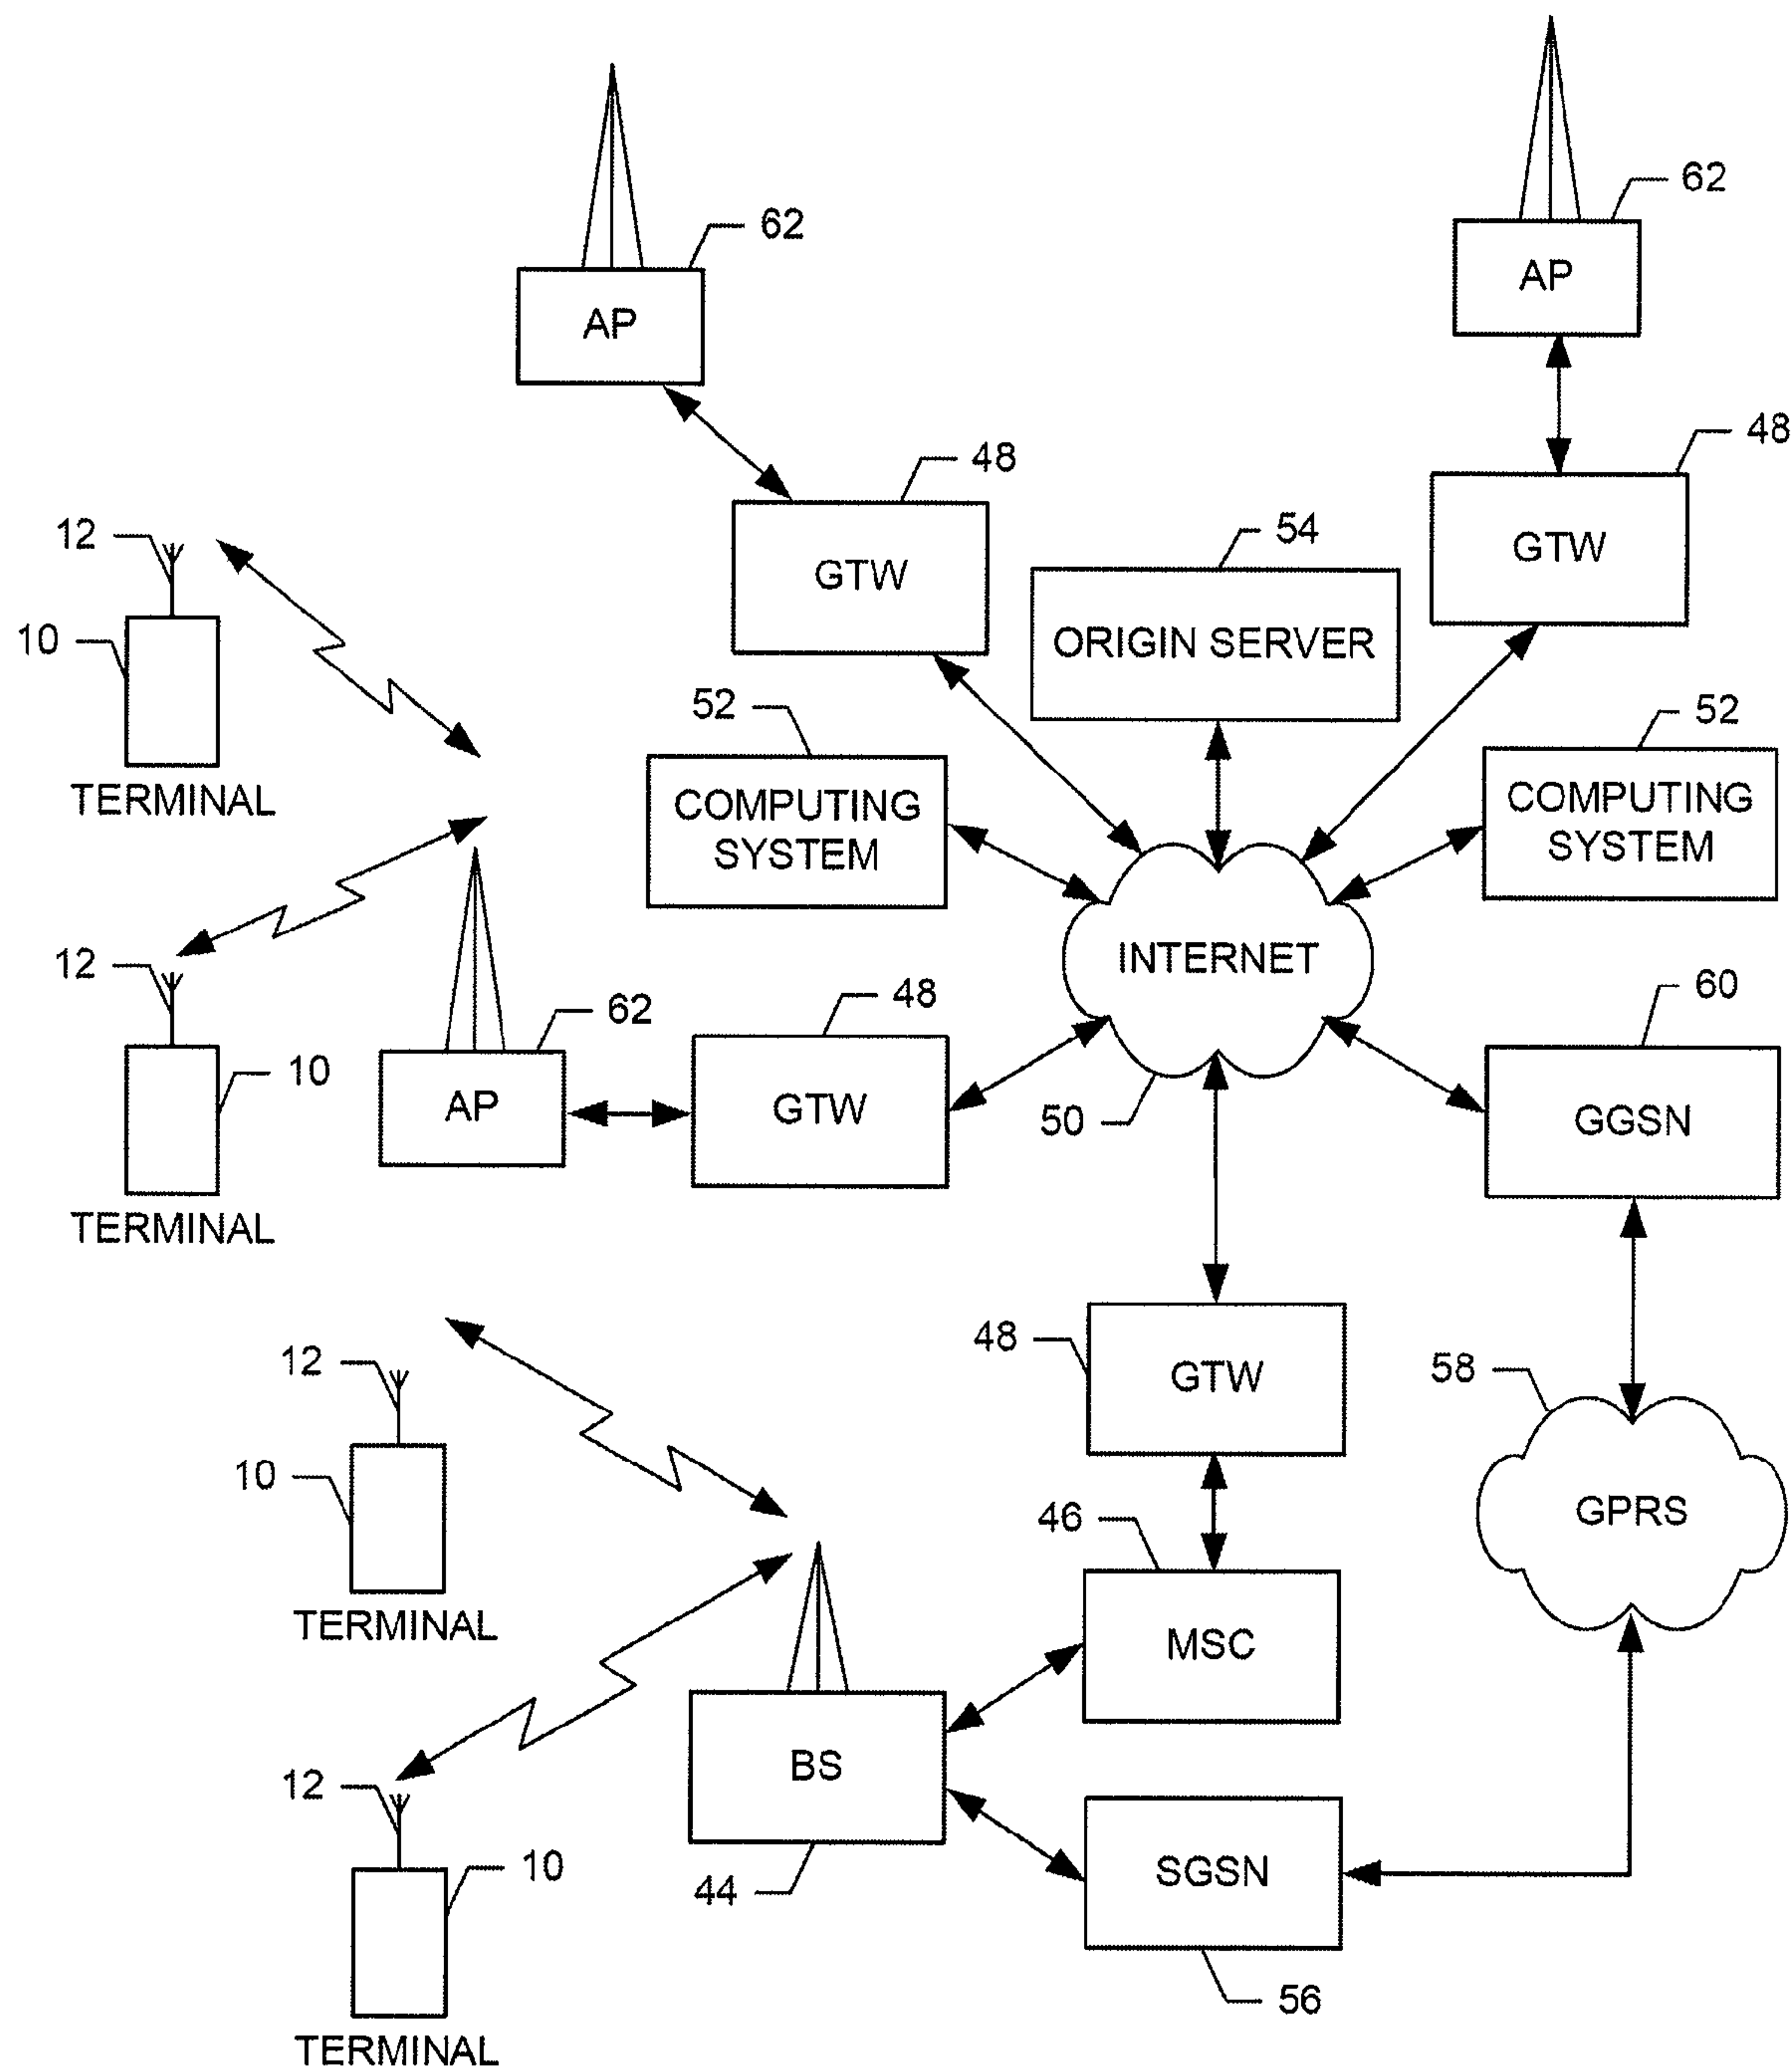 62
AP
62
AP
48
GTW
48
GTW
54
ORIGIN SERVER
12
10
TERMINAL
52
COMPUTING
SYSTEM
52
COMPUTING
SYSTEM
INTERNET
50
12
10
TERMINAL
62
AP
48
GTW
60
GGSN
48
GTW
58
GPRS
12
10
TERMINAL
46
MSC
BS
44
SGSN
56
12
10
TERMINAL